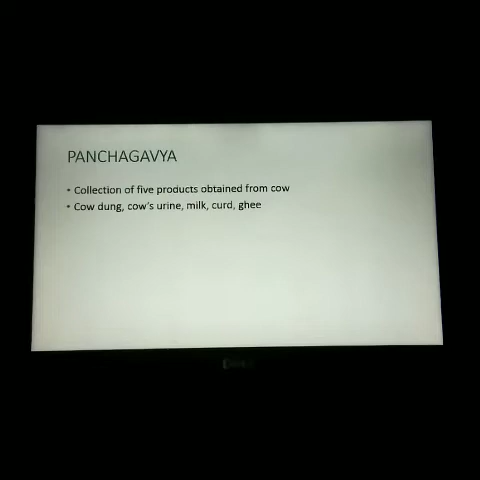 PANCHAGAVYA
• Collection of five products obtained from cow
• Cow dung, cow's urine, milk, curd, ghee